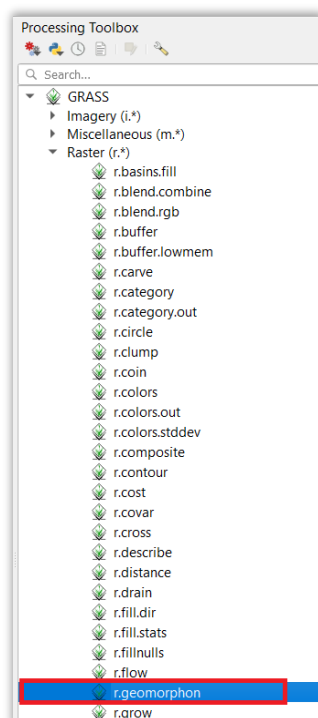 Processing Toolbox
Search...
GRASS
Imagery (i.*)
Miscellaneous (m.*)
Raster (r.*)
r.basins.fill
r.blend.combine
r.blend.rgb
r.buffer
r.buffer.lowmem
r.carve
r.category
r.category.out
r.circle
r.clump
r.coin
r.colors
r.colors.out
r.colors.stddev
r.composite
r.contour
r.cost
r.covar
r.cross
r.describe
r.distance
r.drain
r.fill.dir
r.fill.stats
r.fillnulls
r.flow
r.geomorphon
r.grow